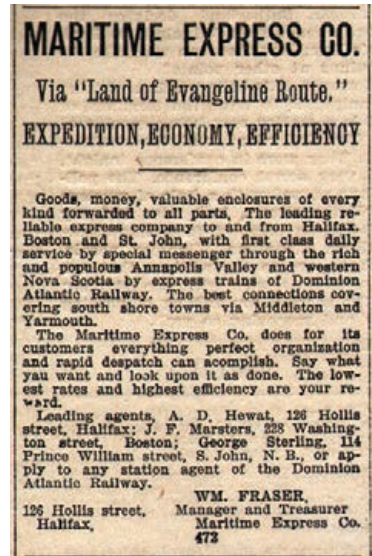 MARITIME EXPRESS CO.
Via "Land of Evangeline Route."
EXPEDITION, ECONOMY, EFFICIENCY
Goods, money, valuable enclosures of every
kind forwarded to all parts. The leading re-
liable express company to and from Halifax.
Boston and St. John, with first class daily
service by special messenger through the rich
and populous Annapolis Valley and western
Nova Scotia by express trains of Dominion
Atlantic Railway. The best connections cov-
ering south shore towns via Middleton and
Yarmouth.
The Maritime Express Co. does for its
customers everything perfect organization
and rapid despatch can acomplish. Say what
you want and look upon it as done. The low-
est rates and highest efficiency are your re-
ward.
Leading agents, A. D. Hewat, 126 Hollis
street, Halifax; J. F. Marsters, 228 Washing-
ton street, Boston; George Sterling, 114
Prince William street, S. John, N. B., or ap-
ply to any station agent of the Dominion
Atlantic Railway.
WM. FRASER,
126 Hollis street, Manager and Treasurer
Halifax, Maritime Express Co.
472